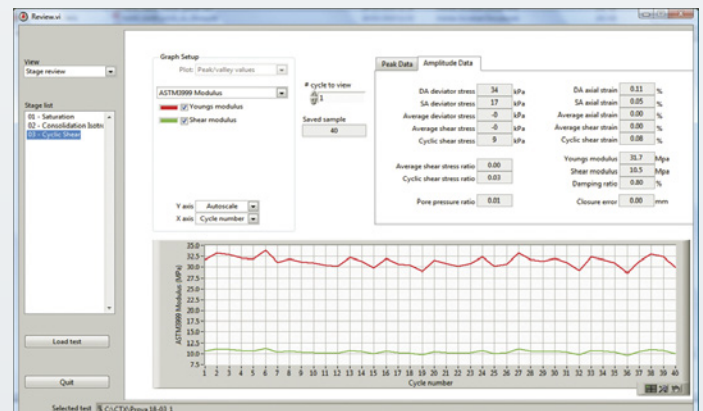 Review.vi
View
Stage review
Stage list
01 - Saturation
02 - Consolidation Isotr
03 - Cyclic Shear
Load test
Quit
Selected test
Graph Setup
Plot: Peak/valley values
ASTM3999 Modulus
Youngs modulus
Shear modulus
Y axis Autoscale
X axis Cycle number
# cycle to view
1
Saved sample
40
Peak Data Amplitude Data
DA deviator stress 34 kPa
SA deviator stress 17 kPa
Average deviator stress -0 kPa
Average shear stress -0 kPa
Cyclic shear stress 9 kPa
Average shear stress ratio 0.00
Cyclic shear stress ratio 0.03
Pore pressure ratio 0.01
DA axial strain 0.11 %
SA axial strain 0.05 %
Average axial strain 0.00 %
Average shear strain 0.00 %
Cyclic shear strain 0.08 %
Youngs modulus 31.7 Mpa
Shear modulus 10.5 Mpa
Damping ratio 0.00 %
Closure error 0.00 mm
ASTM3999 Modulus (MPa)
35.0
32.5
30.0
27.5
25.0
22.5
20.0
17.5
15.0
12.5
10.0
7.5
1 2 3 4 5 6 7 8 9 10 11 12 13 14 15 16 17 18 19 20 21 22 23 24 25 26 27 28 29 30 31 32 33 34 35 36 37 38 39 40
Cycle number